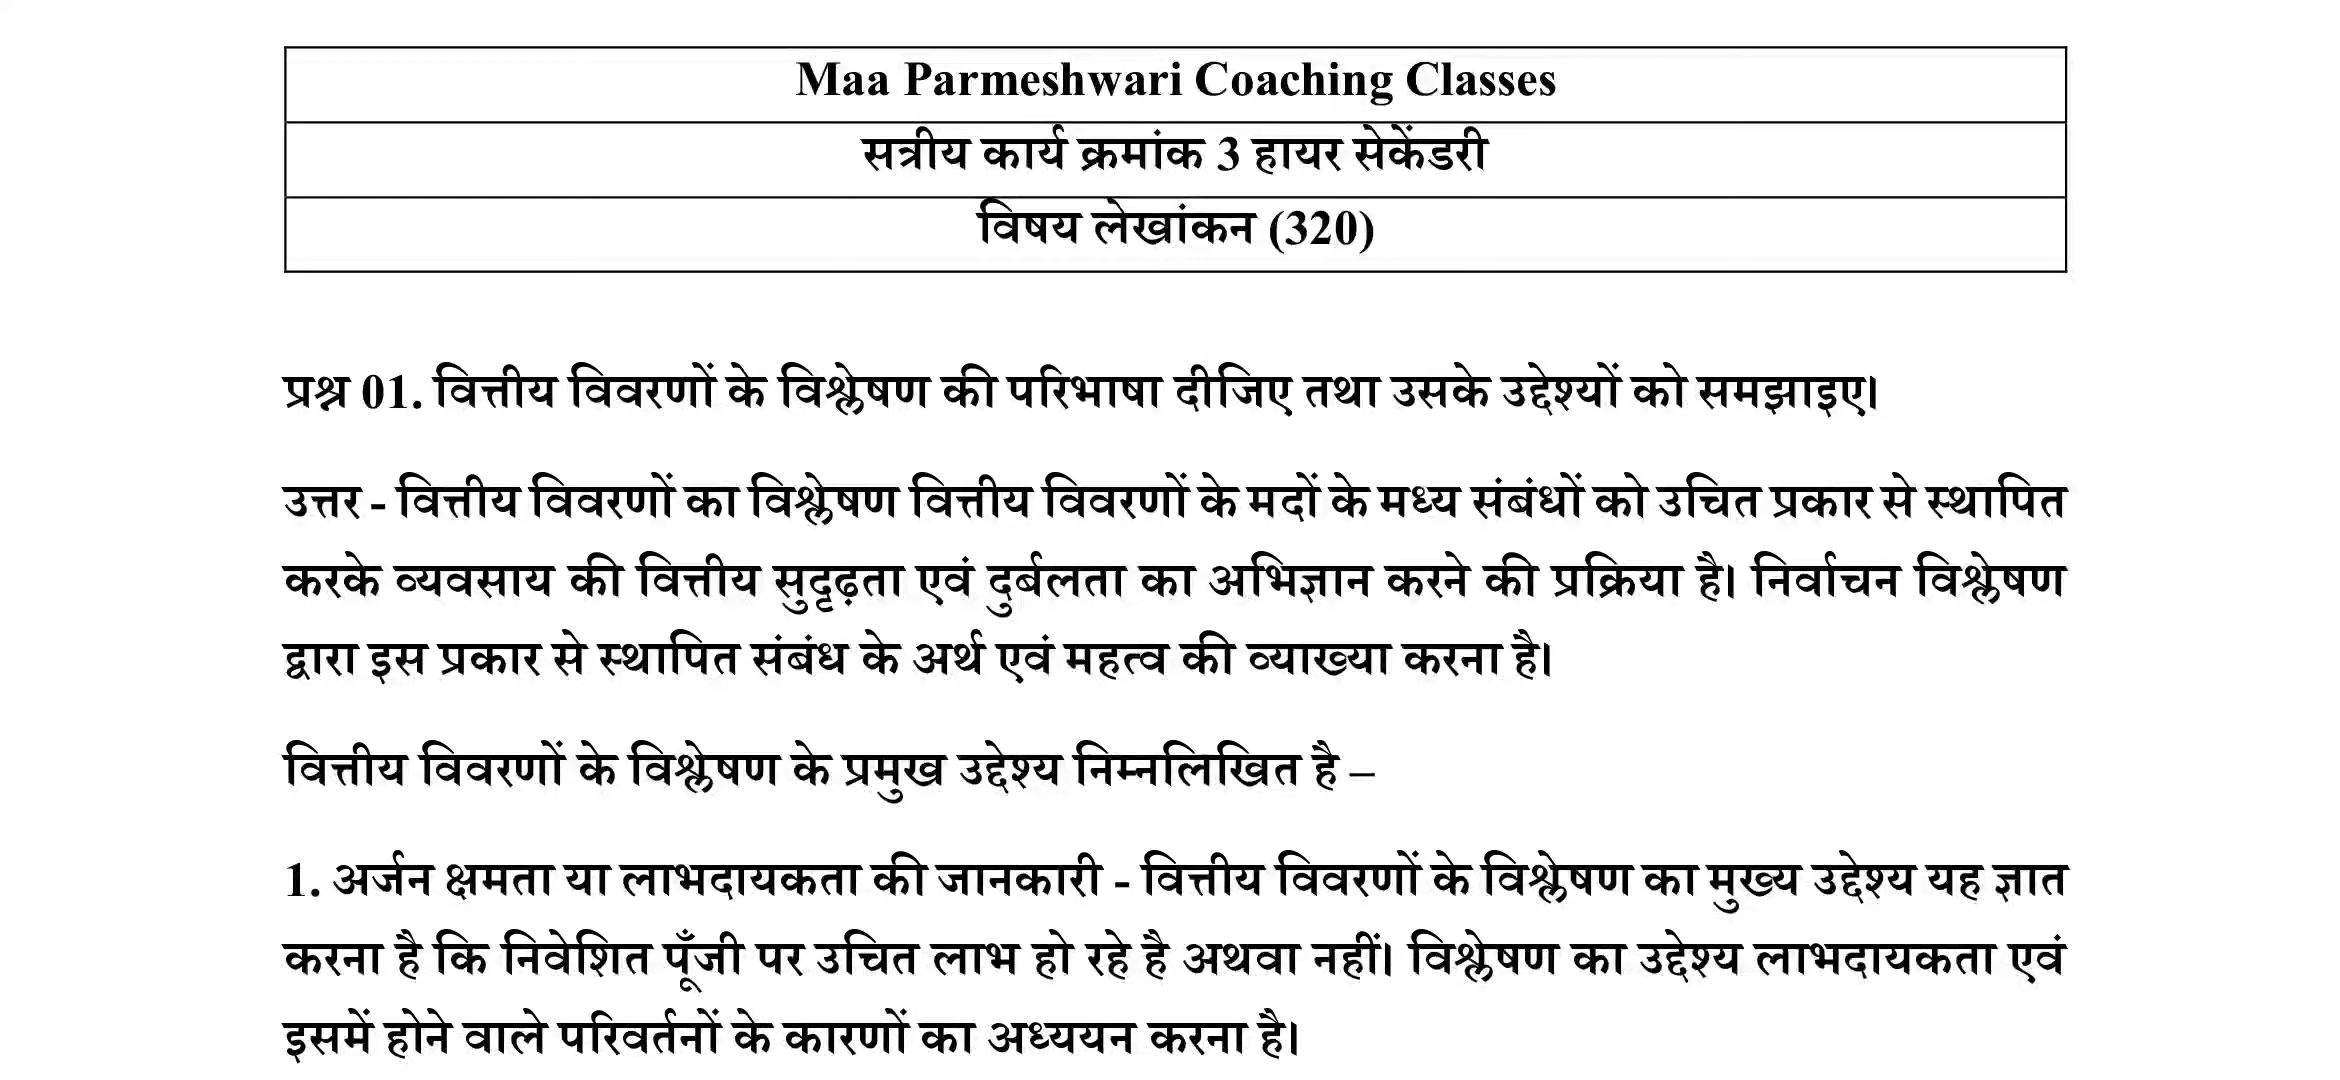 Maa Parmeshwari Coaching Classes
सत्रीय कार्य क्रमांक 3 हायर सेकेंडरी
विषय लेखांकन (320)
प्रश्न 01. वित्तीय विवरणों के विश्लेषण की परिभाषा दीजिए तथा उसके उद्देश्यों को समझाइए।
उत्तर - वित्तीय विवरणों का विश्लेषण वित्तीय विवरणों के मदों के मध्य संबंधों को उचित प्रकार से स्थापित
करके व्यवसाय की वित्तीय सुदृढ़ता एवं दुर्बलता का अभिज्ञान करने की प्रक्रिया है। निर्वाचन विश्लेषण
द्वारा इस प्रकार से स्थापित संबंध के अर्थ एवं महत्व की व्याख्या करना है।
वित्तीय विवरणों के विश्लेषण के प्रमुख उद्देश्य निम्नलिखित है –
1. अर्जन क्षमता या लाभदायकता की जानकारी - वित्तीय विवरणों के विश्लेषण का मुख्य उद्देश्य यह ज्ञात
करना है कि निवेशित पूँजी पर उचित लाभ हो रहे है अथवा नहीं। विश्लेषण का उद्देश्य लाभदायकता एवं
इसमें होने वाले परिवर्तनों के कारणों का अध्ययन करना है।